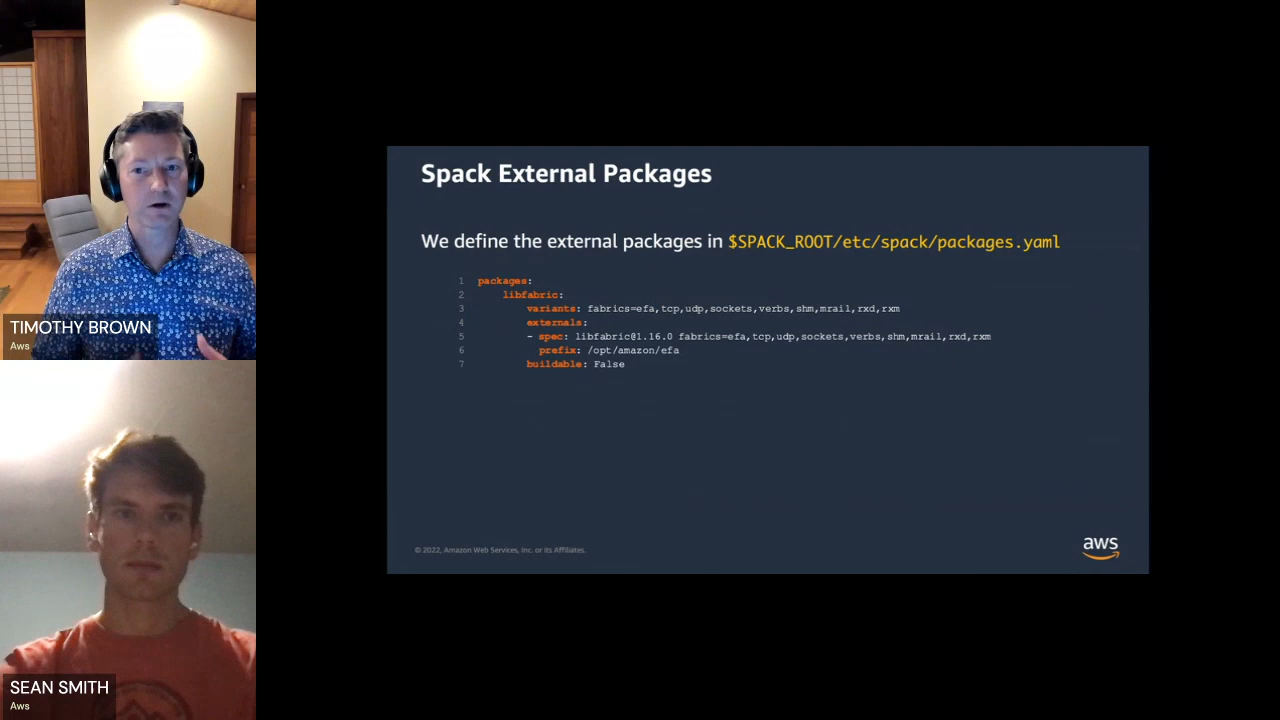 TIMOTHY BROWN
Aws
SEAN SMITH
Aws
Spack External Packages
We define the external packages in $SPACK_ROOT/etc/spack/packages.yaml
1 packages:
2 libfabric:
3 variants: fabrics=efa,tcp,udp,sockets,verbs,shm,mrail,rxd,rxm
4 externals:
5 - spec: libfabric@1.16.0 fabrics=efa,tcp,udp,sockets,verbs,shm,mrail,rxd,rxm
6 prefix: /opt/amazon/efa
7 buildable: False
© 2022, Amazon Web Services, Inc. or its Affiliates.
aws